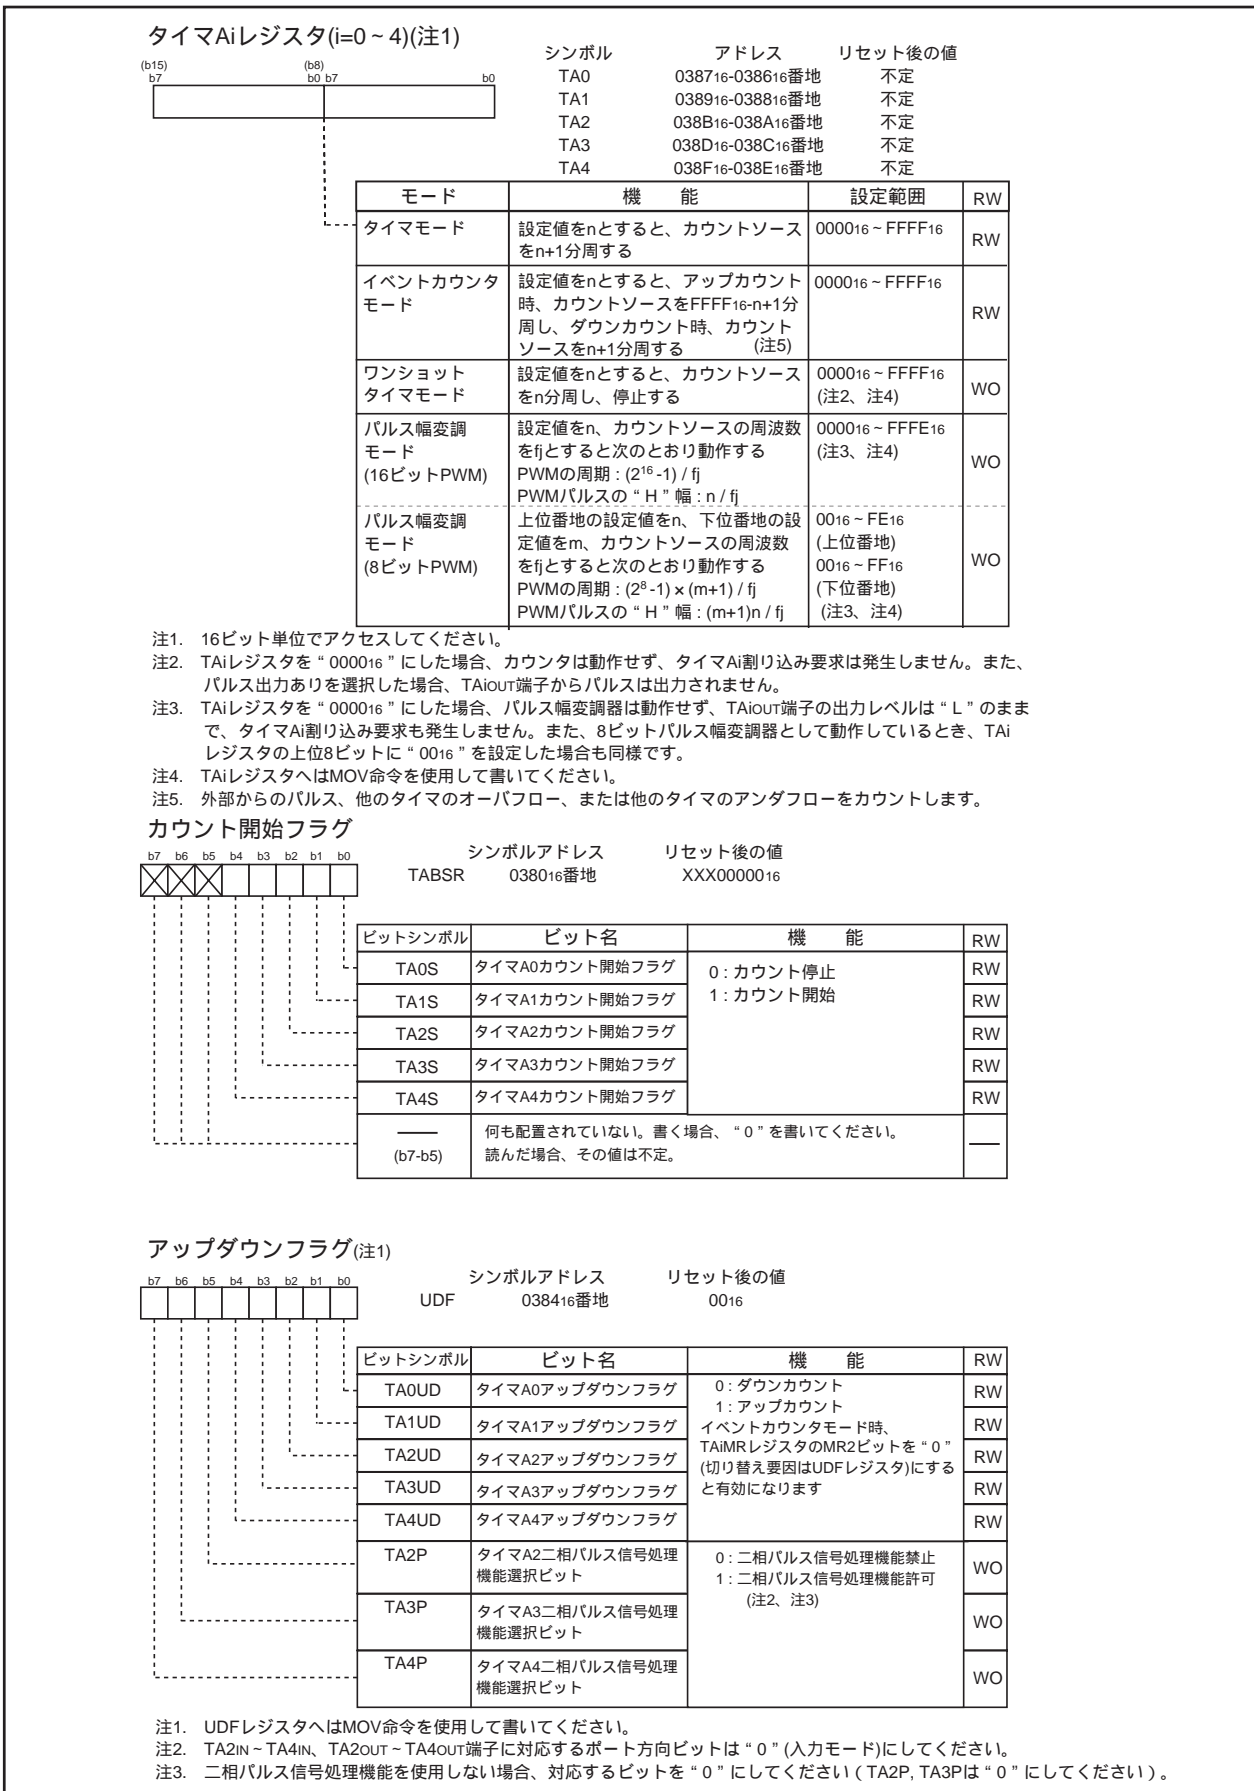 タイマAiレジスタ(i=0～4)(注1)
(b15) (b8)
b7 b0 b7 b0
シンボル アドレス リセット後の値
TA0 038716-038616番地 不定
TA1 038916-038816番地 不定
TA2 038B16-038A16番地 不定
TA3 038D16-038C16番地 不定
TA4 038F16-038E16番地 不定
モード 機　能 設定範囲 RW
タイマモード 設定値をnとすると、カウントソース 000016～FFFF16 RW
をn+1分周する
イベントカウンタ 設定値をnとすると、アップカウント 000016～FFFF16 RW
モード 時、カウントソースをFFFF16-n+1分
周し、ダウンカウント時、カウント
ソースをn+1分周する (注5)
ワンショット 設定値をnとすると、カウントソース 000016～FFFF16 WO
タイマモード をn分周し、停止する (注2、注4)
パルス幅変調 設定値をn、カウントソースの周波数 000016～FFFE16 WO
モード をfjとすると次のとおり動作する (注3、注4)
(16ビットPWM) PWMの周期 : (2^16 -1) / fj
PWMパルスの“ H ”幅 : n / fj
パルス幅変調 上位番地の設定値をn、下位番地の設 0016～FE16 WO
モード 定値をm、カウントソースの周波数 (上位番地)
(8ビットPWM) をfjとすると次のとおり動作する 0016～FF16
PWMの周期 : (2^8 -1) × (m+1) / fj (下位番地)
PWMパルスの“ H ”幅 : (m+1)n / fj (注3、注4)
注1. 16ビット単位でアクセスしてください。
注2. TAiレジスタを“ 000016 ”にした場合、カウンタは動作せず、タイマAi割り込み要求は発生しません。また、
パルス出力ありを選択した場合、TAiOUT端子からパルスは出力されません。
注3. TAiレジスタを“ 000016 ”にした場合、パルス幅変調器は動作せず、TAiOUT端子の出力レベルは“ L ”のまま
で、タイマAi割り込み要求も発生しません。また、8ビットパルス幅変調器として動作しているとき、TAi
レジスタの上位8ビットに“ 0016 ”を設定した場合も同様です。
注4. TAiレジスタへはMOV命令を使用して書いてください。
注5. 外部からのパルス、他のタイマのオーバフロー、または他のタイマのアンダフローをカウントします。
カウント開始フラグ
b7 b6 b5 b4 b3 b2 b1 b0
シンボルアドレス リセット後の値
TABSR 038016番地 XXX0000016
ビットシンボル ビット名 機　能 RW
TA0S タイマA0カウント開始フラグ 0 : カウント停止 RW
TA1S タイマA1カウント開始フラグ 1 : カウント開始 RW
TA2S タイマA2カウント開始フラグ RW
TA3S タイマA3カウント開始フラグ RW
TA4S タイマA4カウント開始フラグ RW
― 何も配置されていない。書く場合、“ 0 ”を書いてください。 ―
(b7-b5) 読んだ場合、その値は不定。
アップダウンフラグ(注1)
b7 b6 b5 b4 b3 b2 b1 b0
シンボルアドレス リセット後の値
UDF 038416番地 0016
ビットシンボル ビット名 機　能 RW
TA0UD タイマA0アップダウンフラグ 0 : ダウンカウント RW
1 : アップカウント
TA1UD タイマA1アップダウンフラグ イベントカウンタモード時、 RW
TA2UD タイマA2アップダウンフラグ TAiMRレジスタのMR2ビットを“ 0 ” RW
(切り替え要因はUDFレジスタ)にする
TA3UD タイマA3アップダウンフラグ と有効になります RW
TA4UD タイマA4アップダウンフラグ RW
TA2P タイマA2二相パルス信号処理 0 : 二相パルス信号処理機能禁止 WO
機能選択ビット 1 : 二相パルス信号処理機能許可
(注2、注3)
TA3P タイマA3二相パルス信号処理 WO
機能選択ビット
TA4P タイマA4二相パルス信号処理 WO
機能選択ビット
注1. UDFレジスタへはMOV命令を使用して書いてください。
注2. TA2IN～TA4IN、TA2OUT～TA4OUT端子に対応するポート方向ビットは“ 0 ”(入力モード)にしてください。
注3. 二相パルス信号処理機能を使用しない場合、対応するビットを“ 0 ”にしてください（TA2P, TA3Pは“ 0 ”にしてください）。